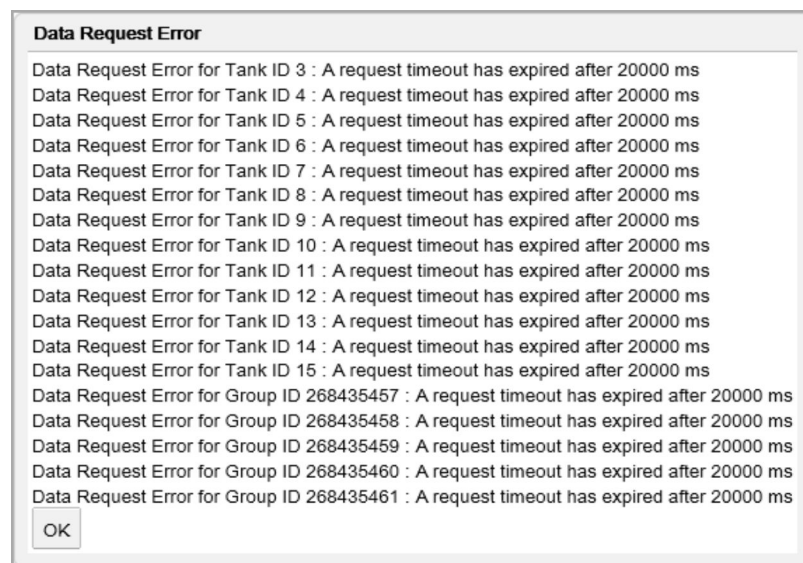 Data Request Error
Data Request Error for Tank ID 3 : A request timeout has expired after 20000 ms
Data Request Error for Tank ID 4 : A request timeout has expired after 20000 ms
Data Request Error for Tank ID 5 : A request timeout has expired after 20000 ms
Data Request Error for Tank ID 6 : A request timeout has expired after 20000 ms
Data Request Error for Tank ID 7 : A request timeout has expired after 20000 ms
Data Request Error for Tank ID 8 : A request timeout has expired after 20000 ms
Data Request Error for Tank ID 9 : A request timeout has expired after 20000 ms
Data Request Error for Tank ID 10 : A request timeout has expired after 20000 ms
Data Request Error for Tank ID 11 : A request timeout has expired after 20000 ms
Data Request Error for Tank ID 12 : A request timeout has expired after 20000 ms
Data Request Error for Tank ID 13 : A request timeout has expired after 20000 ms
Data Request Error for Tank ID 14 : A request timeout has expired after 20000 ms
Data Request Error for Tank ID 15 : A request timeout has expired after 20000 ms
Data Request Error for Group ID 268435457 : A request timeout has expired after 20000 ms
Data Request Error for Group ID 268435458 : A request timeout has expired after 20000 ms
Data Request Error for Group ID 268435459 : A request timeout has expired after 20000 ms
Data Request Error for Group ID 268435460 : A request timeout has expired after 20000 ms
Data Request Error for Group ID 268435461 : A request timeout has expired after 20000 ms
OK